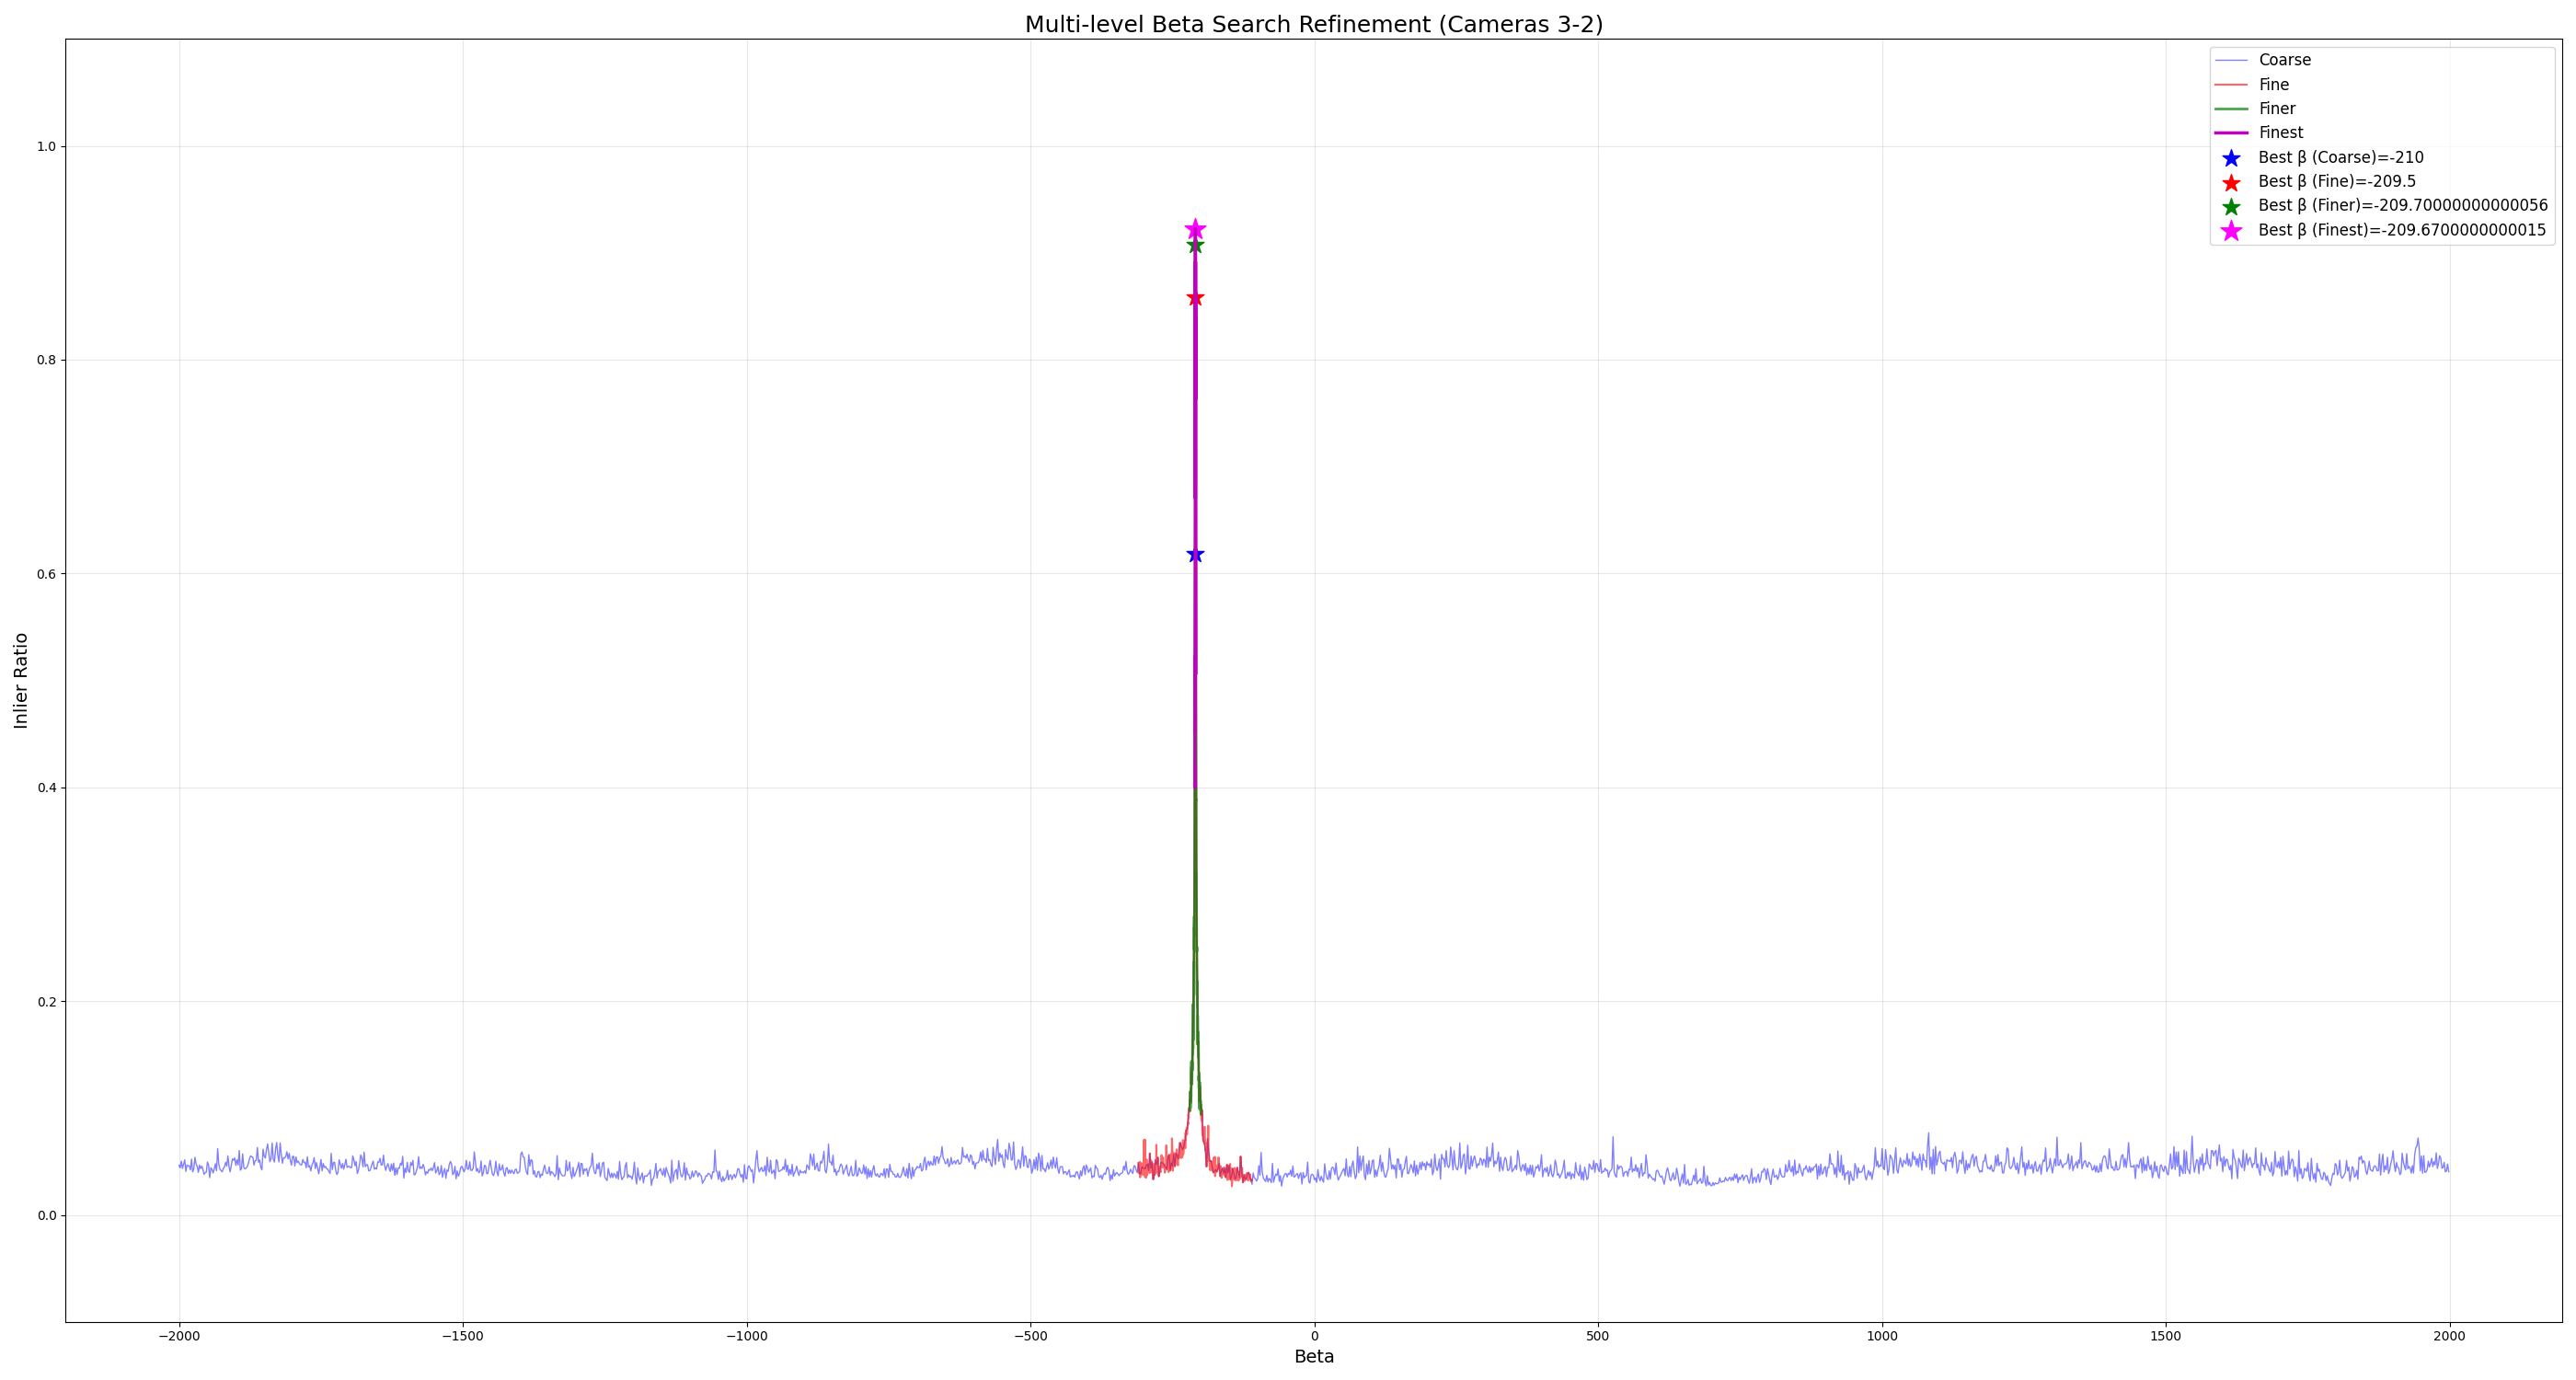 Multi-level Beta Search Refinement (Cameras 3-2)
Coarse
Fine
Finer
Finest
Best β (Coarse)=-210
Best β (Fine)=-209.5
Best β (Finer)=-209.70000000000056
Best β (Finest)=-209.6700000000015
Inlier Ratio
1.0
0.8
0.6
0.4
0.2
0.0
−2000
−1500
−1000
−500
0
500
1000
1500
2000
Beta